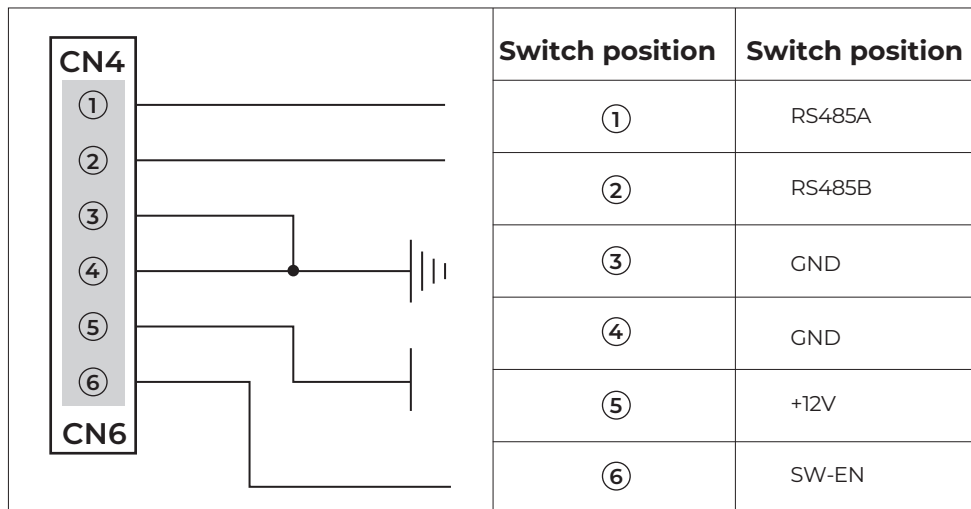 CN4
①
②
③
④
⑤
⑥
CN6
Switch position Switch position
① RS485A
② RS485B
③ GND
④ GND
⑤ +12V
⑥ SW-EN